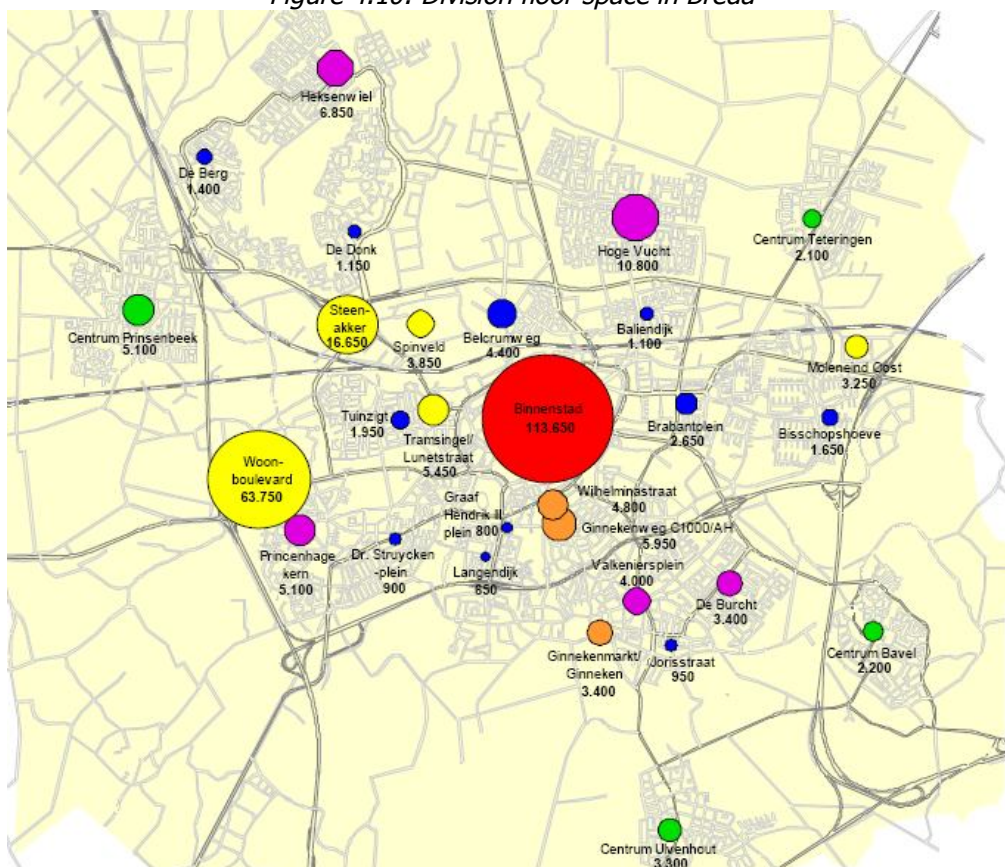 Figure 4.10: Division floor space in Breda
Heksenwiel
6.850
De Berg
1.400
De Donk
1.150
Hoge Vucht
10.800
Centrum Teteringen
2.100
Centrum Prinsenbeek
5.100
Steen-
akker
16.650
Spinveld
3.850
Belcrumweg
4.400
Baliendijk
1.100
Moleneind Oost
3.250
Tuinzigt
1.950
Tramsingel/
Lunetstraat
5.450
Binnenstad
113.650
Brabantplein
2.650
Bisschopshoeve
1.650
Woon-
boulevard
63.750
Princenhage
kern
5.100
Dr. Struycken
-plein
900
Graaf
Hendrik III
plein 800
Langendijk
850
Wilhelminastraat
4.800
Ginnekenweg C1000/AH
5.950
Valkeniersplein
4.000
De Burcht
3.400
Ginnekenmarkt/
Ginneken
3.400
Jorisstraat
950
Centrum Bavel
2.200
Centrum Ulvenhout
3.300